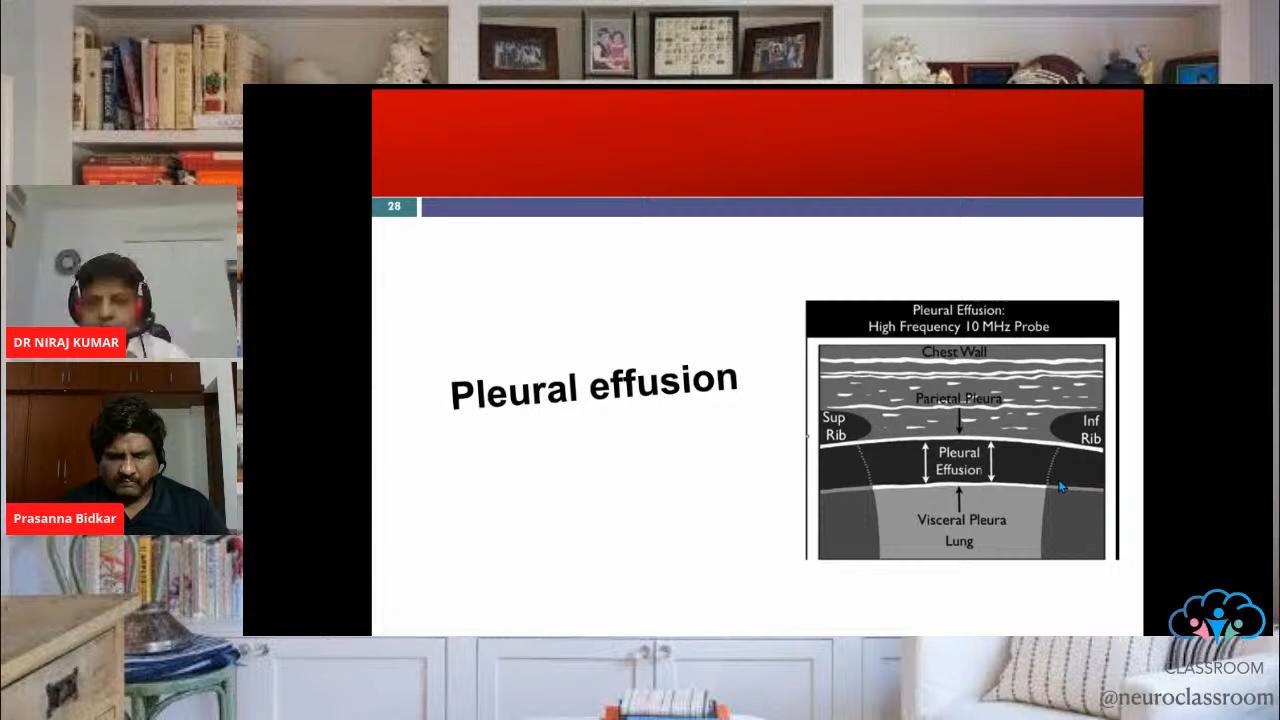 28
Pleural effusion
Pleural Effusion:
High Frequency 10 MHz Probe
Chest Wall
Parietal Pleura
Sup
Rib
Inf
Rib
Pleural
Effusion
Visceral Pleura
Lung
DR NIRAJ KUMAR
Prasanna Bidkar
CLASSROOM
@neuroclassroom